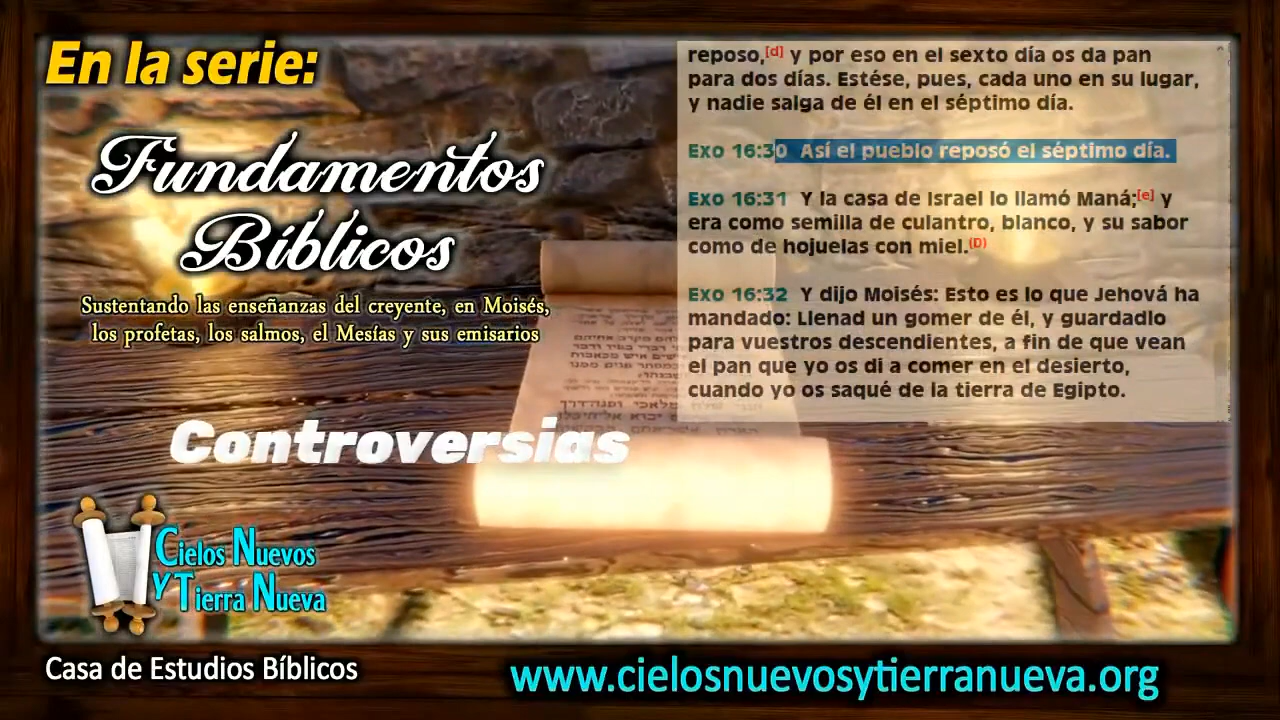 En la serie:
Fundamentos
Bíblicos
Sustentando las enseñanzas del creyente, en Moisés,
los profetas, los salmos, el Mesías y sus emisarios
Controversias
Cielos Nuevos
Y Tierra Nueva
Casa de Estudios Bíblicos
www.cielosnuevosytierranueva.org
reposo,[d] y por eso en el sexto día os da pan
para dos días. Estése, pues, cada uno en su lugar,
y nadie salga de él en el séptimo día.
Exo 16:30 Así el pueblo reposó el séptimo día.
Exo 16:31 Y la casa de Israel lo llamó Maná;[e] y
era como semilla de culantro, blanco, y su sabor
como de hojuelas con miel.(D)
Exo 16:32 Y dijo Moisés: Esto es lo que Jehová ha
mandado: Llenad un gomer de él, y guardadlo
para vuestros descendientes, a fin de que vean
el pan que yo os di a comer en el desierto,
cuando yo os saqué de la tierra de Egipto.